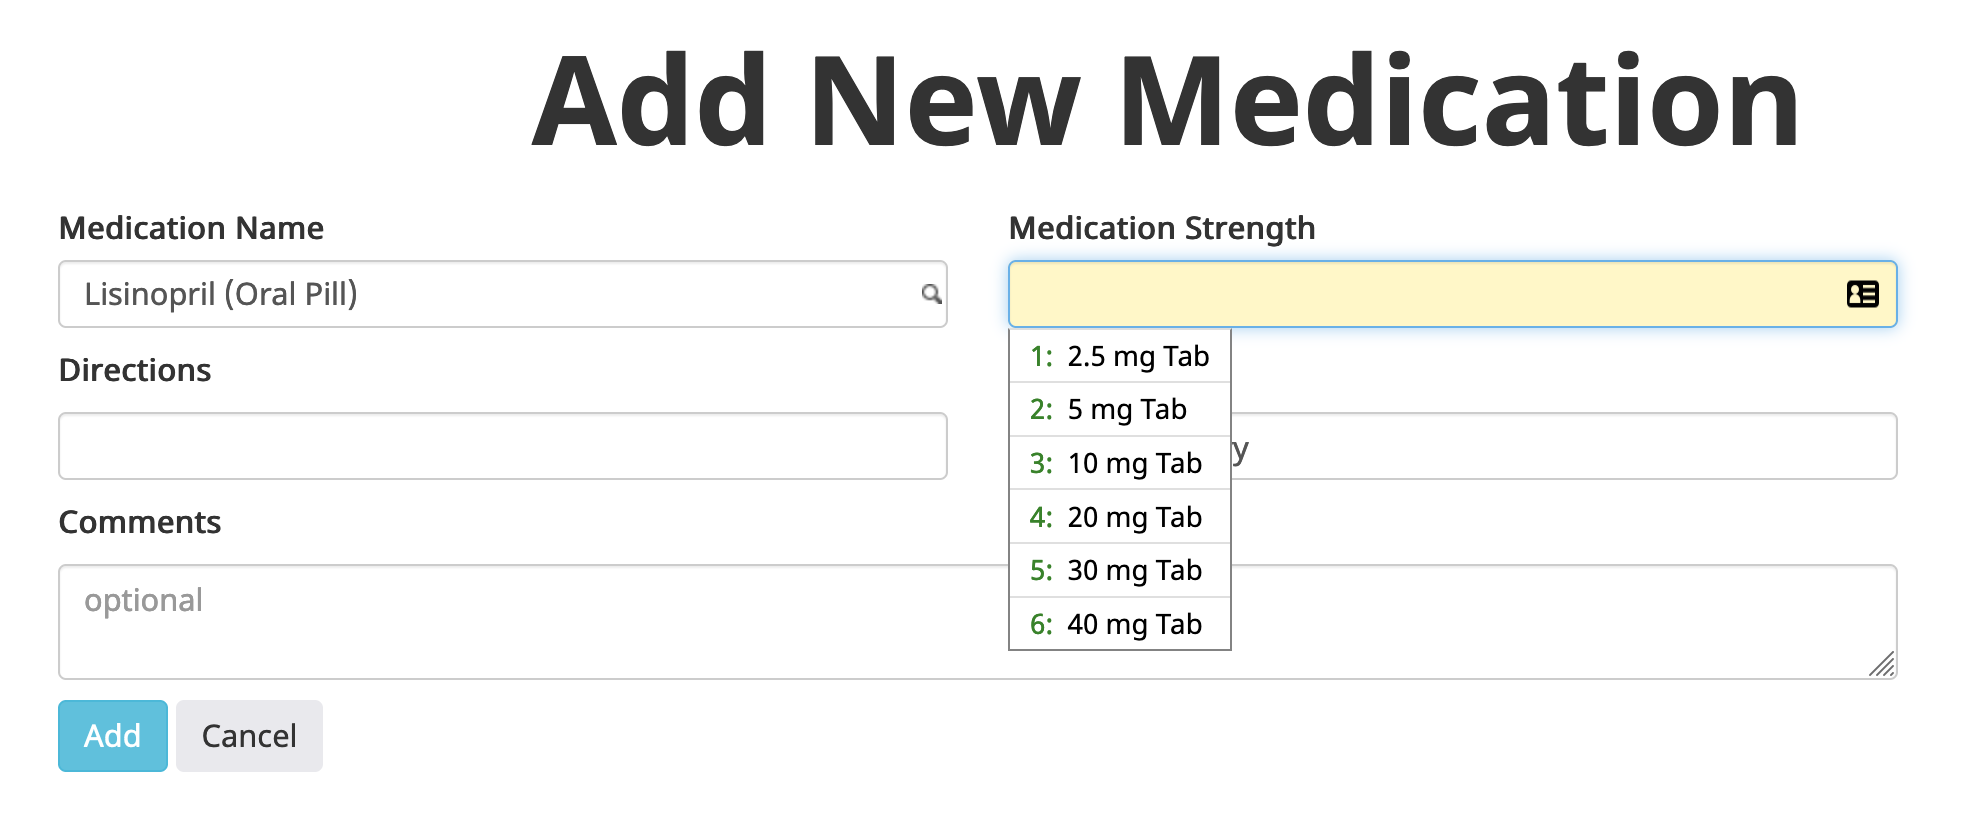 Add New Medication
Medication Name
Medication Strength
Lisinopril (Oral Pill)
1: 2.5 mg Tab
2: 5 mg Tab
3: 10 mg Tab
4: 20 mg Tab
5: 30 mg Tab
6: 40 mg Tab
Directions
Comments
optional
Add
Cancel